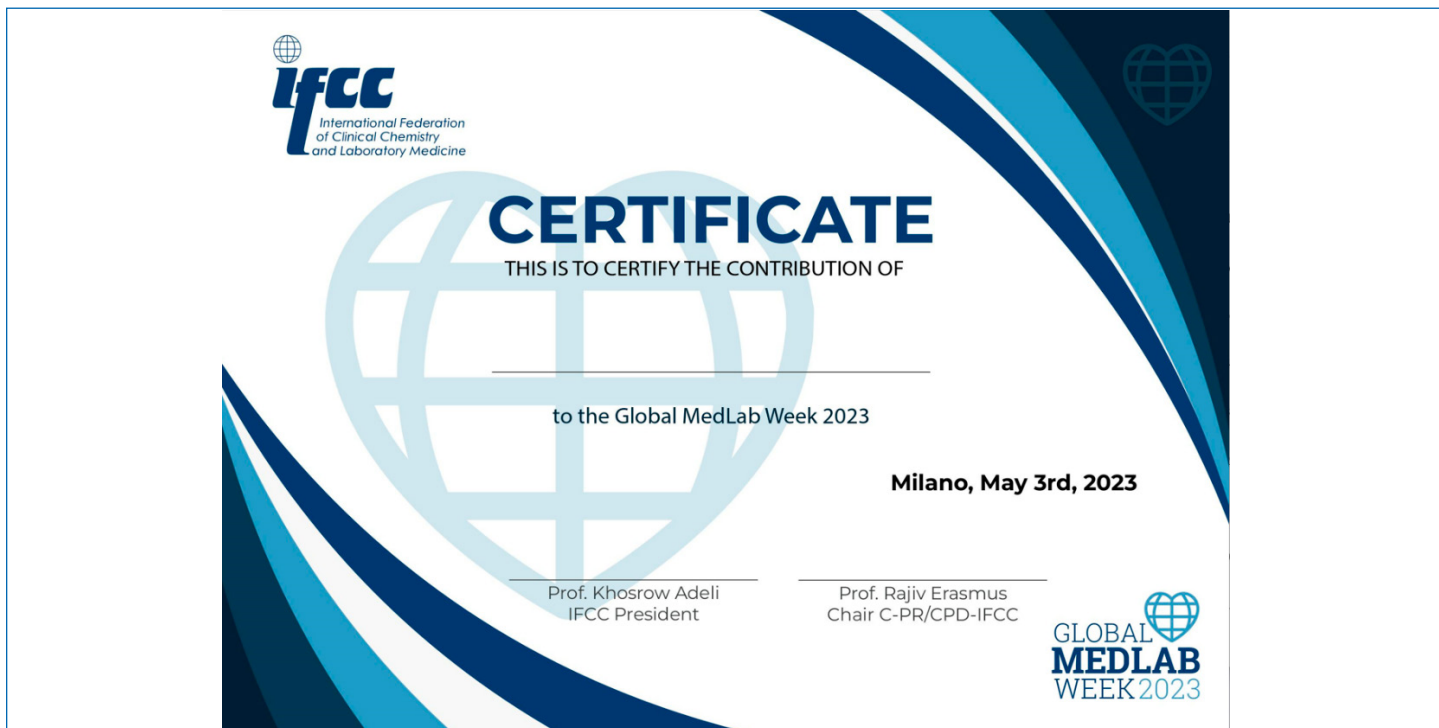 ifcc
International Federation
of Clinical Chemistry
and Laboratory Medicine
CERTIFICATE
THIS IS TO CERTIFY THE CONTRIBUTION OF
to the Global MedLab Week 2023
Milano, May 3rd, 2023
Prof. Khosrow Adeli
IFCC President
Prof. Rajiv Erasmus
Chair C-PR/CPD-IFCC
GLOBAL
MEDLAB
WEEK 2023